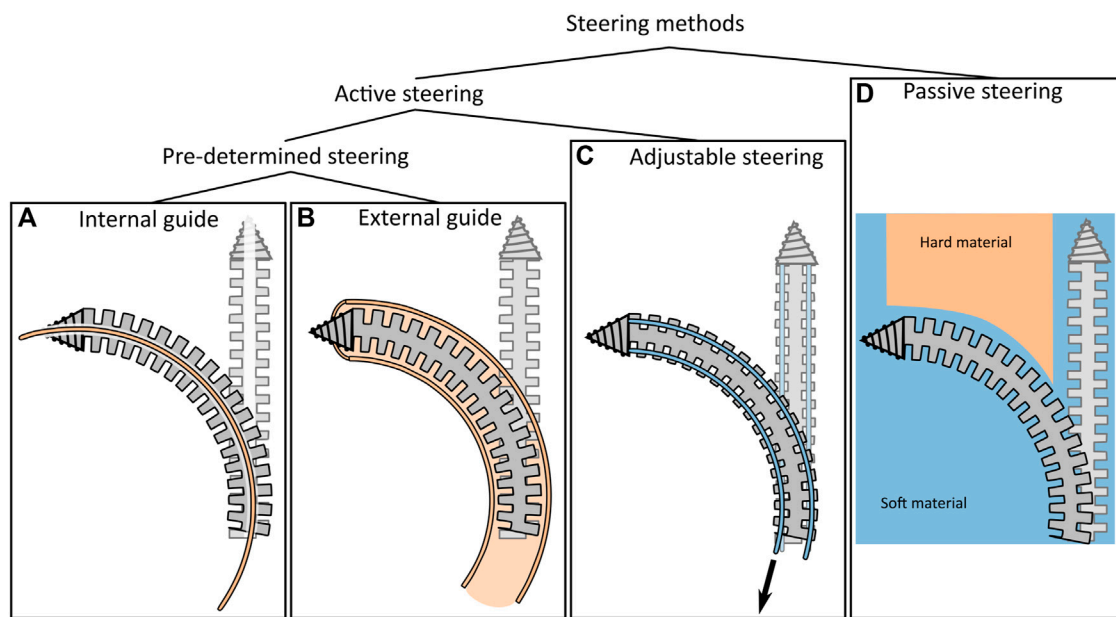 Steering methods
Active steering
Pre-determined steering
A Internal guide
B External guide
C Adjustable steering
D Passive steering
Hard material
Soft material